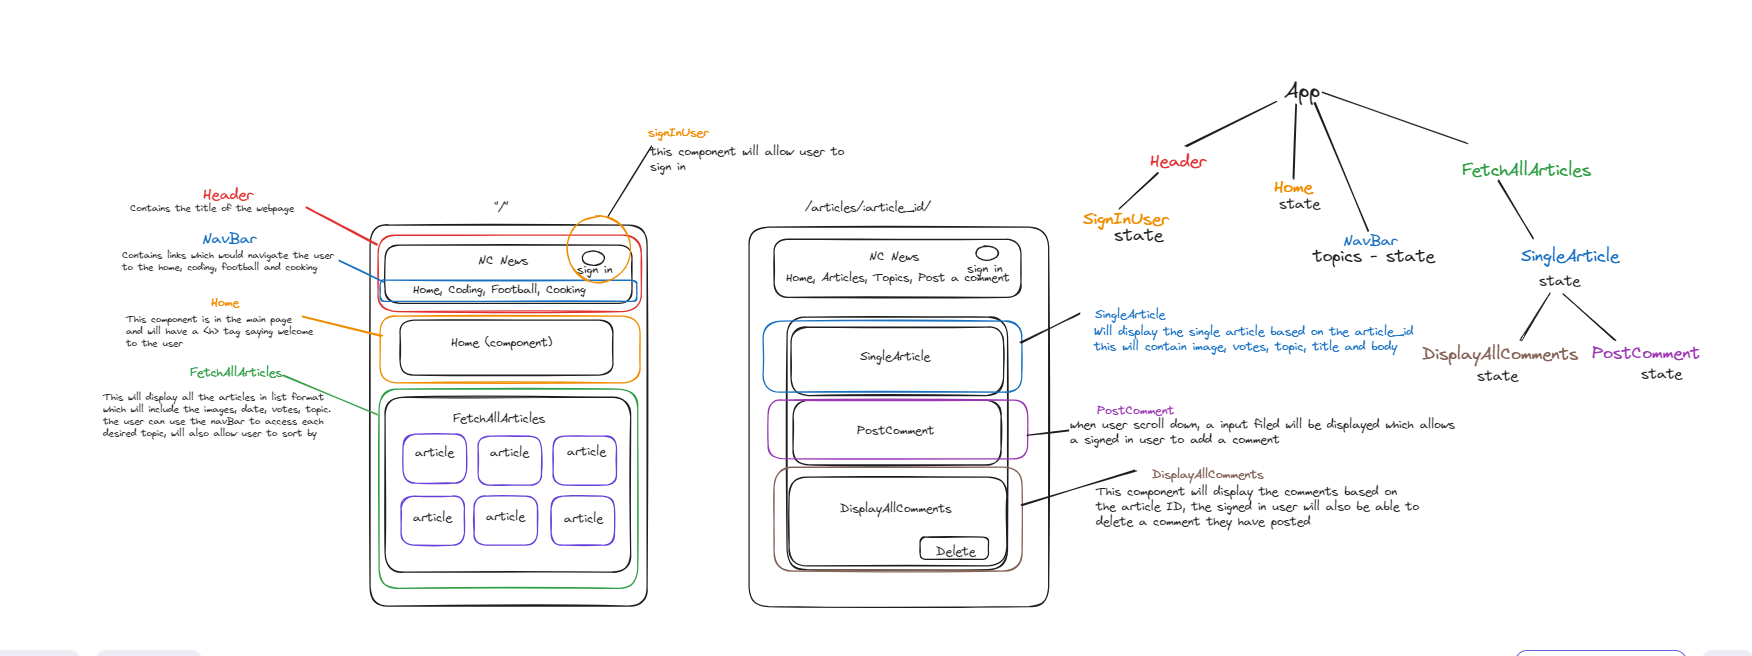 Header
Contains the title of the webpage
NavBar
Contains links which would navigate the user
to the home, coding, football and cooking
Home
This component is in the main page
and will have a <h> tag saying welcome
to the user
FetchAllArticles
This will display all the articles in list format
which will include the images, date, votes, topic.
the user can use the navBar to access each
desired topic, will also allow user to sort by
signInUser
this component will allow user to
sign in
"/"
NC News
sign in
Home, Coding, Football, Cooking
Home (component)
FetchAllArticles
article
article
article
article
article
article
/articles/:article_id/
NC News
sign in
Home, Articles, Topics, Post a comment
SingleArticle
PostComment
DisplayAllComments
Delete
SingleArticle
Will display the single article based on the article_id
this will contain image, votes, topic, title and body
PostComment
when user scroll down, a input filed will be displayed which allows
a signed in user to add a comment
DisplayAllComments
This component will display the comments based on
the article ID, the signed in user will also be able to
delete a comment they have posted
App
Header
SignInUser
state
Home
state
NavBar
topics - state
FetchAllArticles
SingleArticle
state
DisplayAllComments
state
PostComment
state